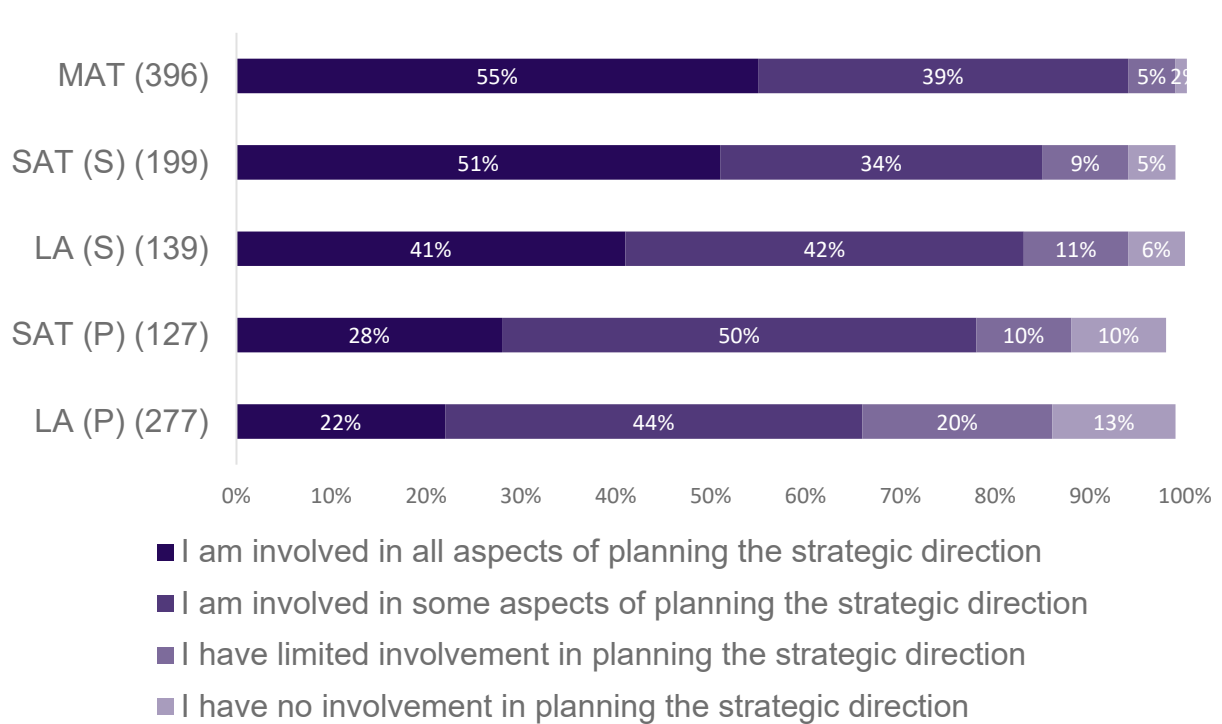 MAT (396) 55% 39% 5% 2%
SAT (S) (199) 51% 34% 9% 5%
LA (S) (139) 41% 42% 11% 6%
SAT (P) (127) 28% 50% 10% 10%
LA (P) (277) 22% 44% 20% 13%
0% 10% 20% 30% 40% 50% 60% 70% 80% 90% 100%
I am involved in all aspects of planning the strategic direction
I am involved in some aspects of planning the strategic direction
I have limited involvement in planning the strategic direction
I have no involvement in planning the strategic direction